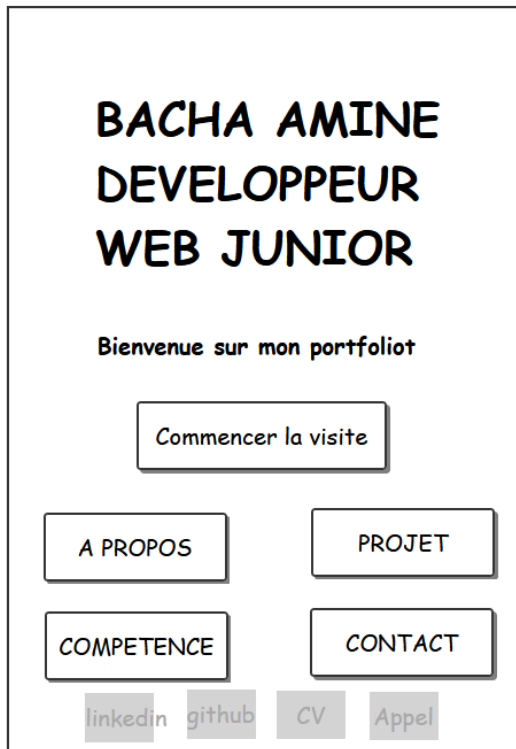 BACHA AMINE
DEVELOPPEUR
WEB JUNIOR
Bienvenue sur mon portfoliot
Commencer la visite
A PROPOS
PROJET
COMPETENCE
CONTACT
linkedin
github
CV
Appel